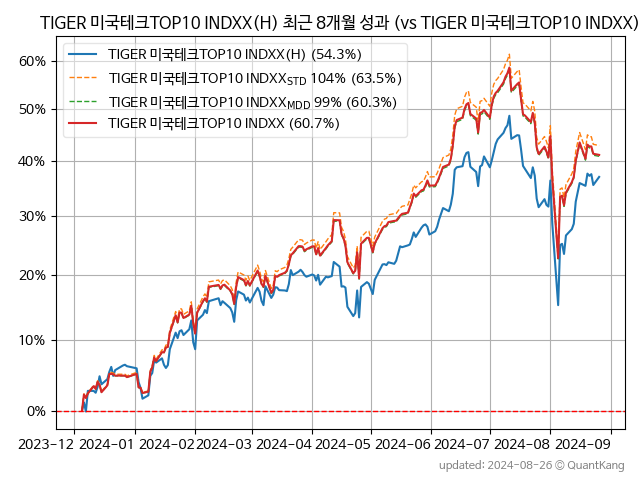 TIGER 미국테크TOP10 INDXX(H) 최근 8개월 성과 (vs TIGER 미국테크TOP10 INDXX)
TIGER 미국테크TOP10 INDXX(H) (54.3%)
TIGER 미국테크TOP10 INDXX_STD 104% (63.5%)
TIGER 미국테크TOP10 INDXX_MDD 99% (60.3%)
TIGER 미국테크TOP10 INDXX (60.7%)
60%
50%
40%
30%
20%
10%
0%
2023-12 2024-01 2024-02 2024-03 2024-04 2024-05 2024-06 2024-07 2024-08 2024-09
updated: 2024-08-26 © QuantKang